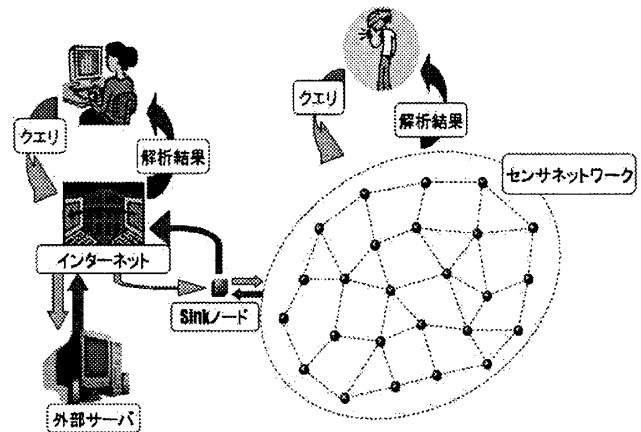 クエリ
解析結果
クエリ
解析結果
センサネットワーク
インターネット
Sinkノード
外部サーバ